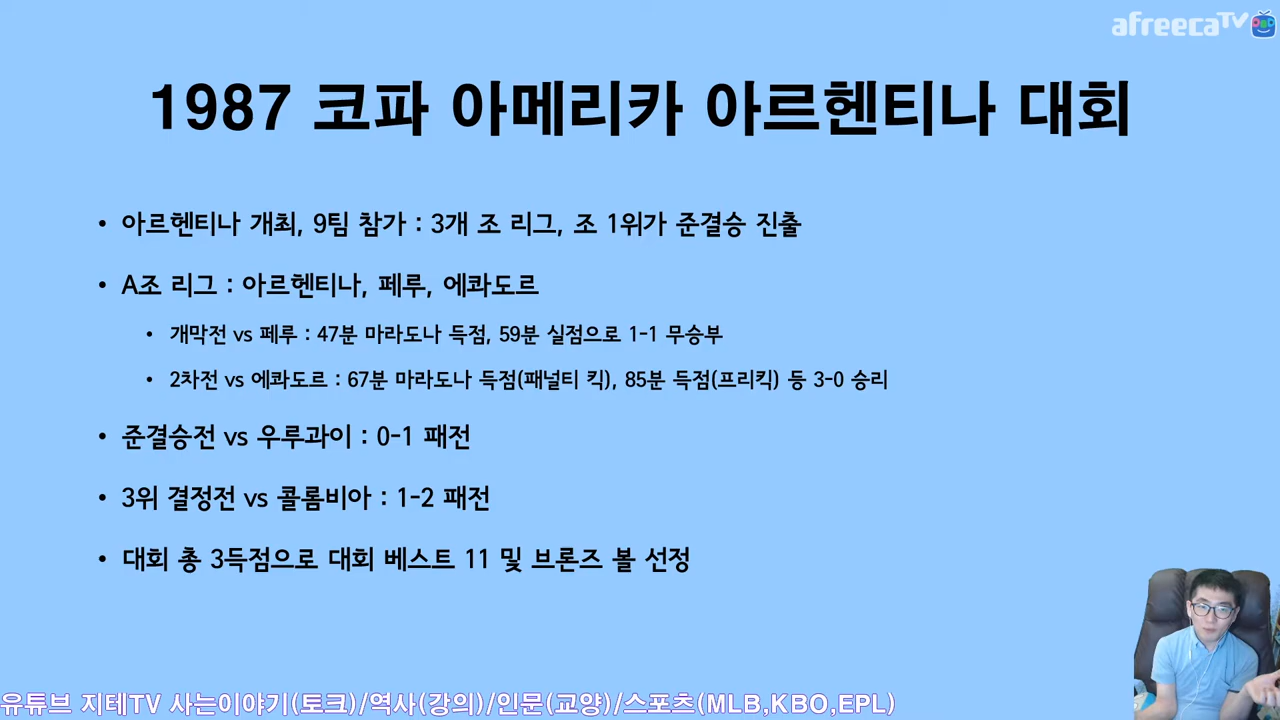 afreecaTV
1987 코파 아메리카 아르헨티나 대회
• 아르헨티나 개최, 9팀 참가 : 3개 조 리그, 조 1위가 준결승 진출
• A조 리그 : 아르헨티나, 페루, 에콰도르
• 개막전 vs 페루 : 47분 마라도나 득점, 59분 실점으로 1-1 무승부
• 2차전 vs 에콰도르 : 67분 마라도나 득점(패널티 킥), 85분 득점(프리킥) 등 3-0 승리
• 준결승전 vs 우루과이 : 0-1 패전
• 3위 결정전 vs 콜롬비아 : 1-2 패전
• 대회 총 3득점으로 대회 베스트 11 및 브론즈 볼 선정
유튜브 지테TV 사는이야기(토크)/역사(강의)/인문(교양)/스포츠(MLB,KBO,EPL)